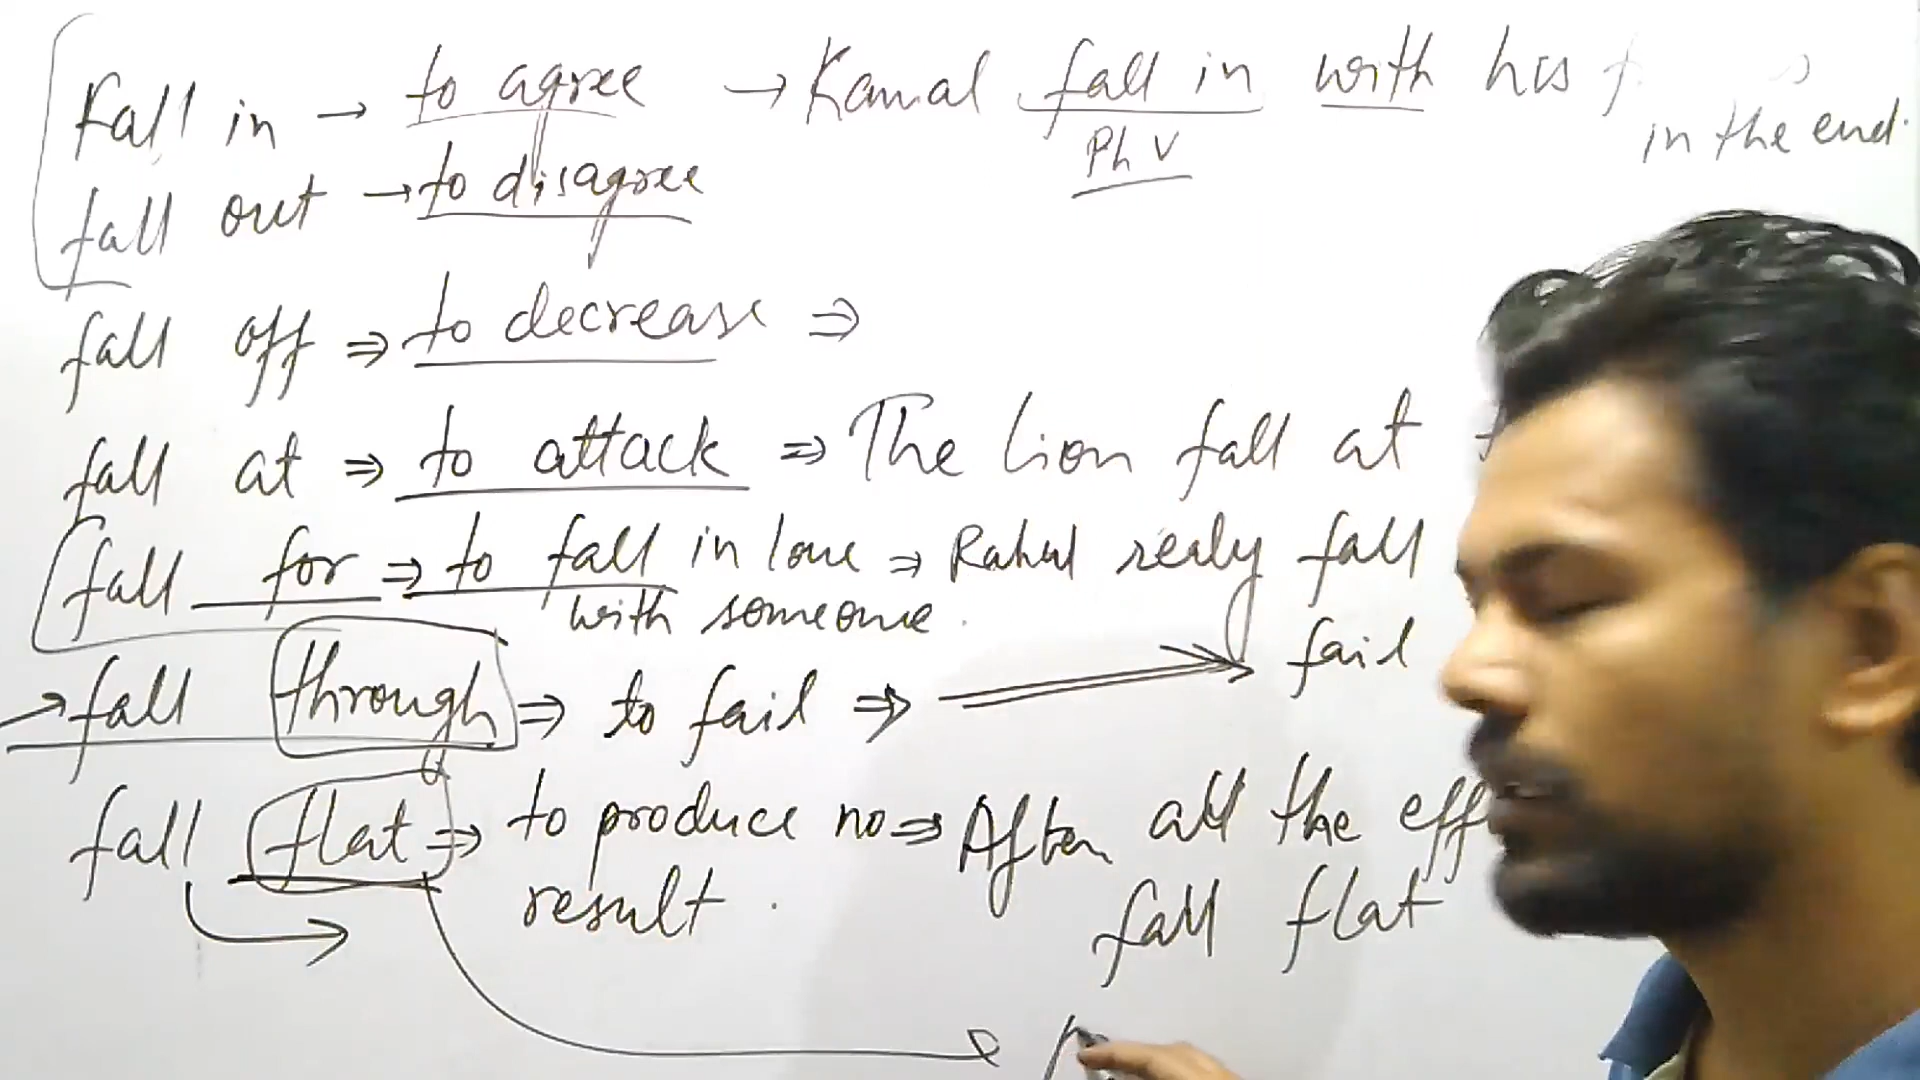 Fall in → to agree → Kamal fall in with his
in the end.
Ph V
fall out → to disagree
fall off ⇒ to decrease ⇒
fall at ⇒ to attack ⇒ The Lion fall at
fall for ⇒ to fall in love ⇒ Rahul realy fall
with someone.
fall through ⇒ to fail ⇒ fail
fall flat ⇒ to produce no ⇒ After all the
result. fall flat